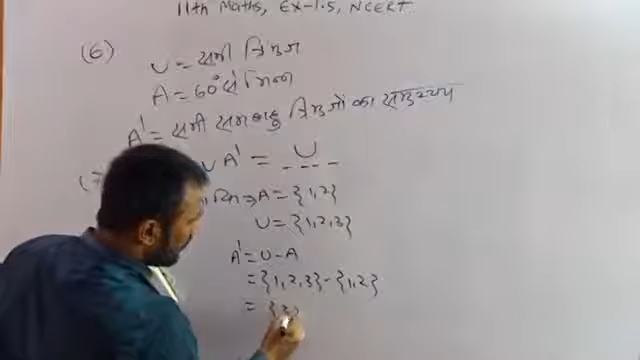 11th Maths, EX-1.5, NCERT
(6) U = सभी त्रिभुज
A = 60° से भिन्न
A' = सभी समबाहु त्रिभुजों का समुच्चय
U A' = U
A = {1,2}
U = {1,2,3}
A' = U - A
= {1,2,3} - {1,2}
= {3}